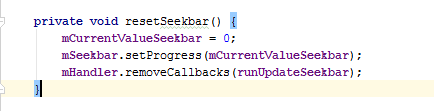 private void resetSeekbar() {
    mCurrentValueSeekbar = 0;
    mSeekbar.setProgress(mCurrentValueSeekbar);
    mHandler.removeCallbacks(runUpdateSeekbar);
}